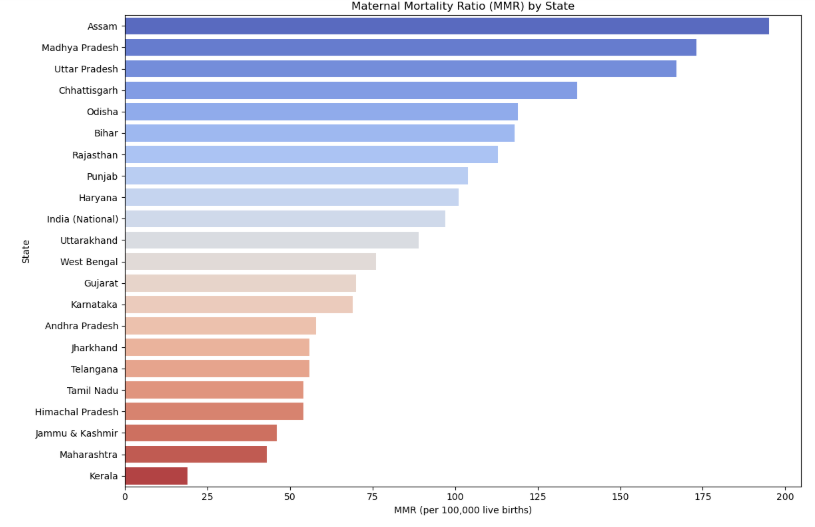 Maternal Mortality Ratio (MMR) by State
Assam
Madhya Pradesh
Uttar Pradesh
Chhattisgarh
Odisha
Bihar
Rajasthan
Punjab
Haryana
India (National)
Uttarakhand
West Bengal
Gujarat
Karnataka
Andhra Pradesh
Jharkhand
Telangana
Tamil Nadu
Himachal Pradesh
Jammu & Kashmir
Maharashtra
Kerala
State
0 25 50 75 100 125 150 175 200
MMR (per 100,000 live births)